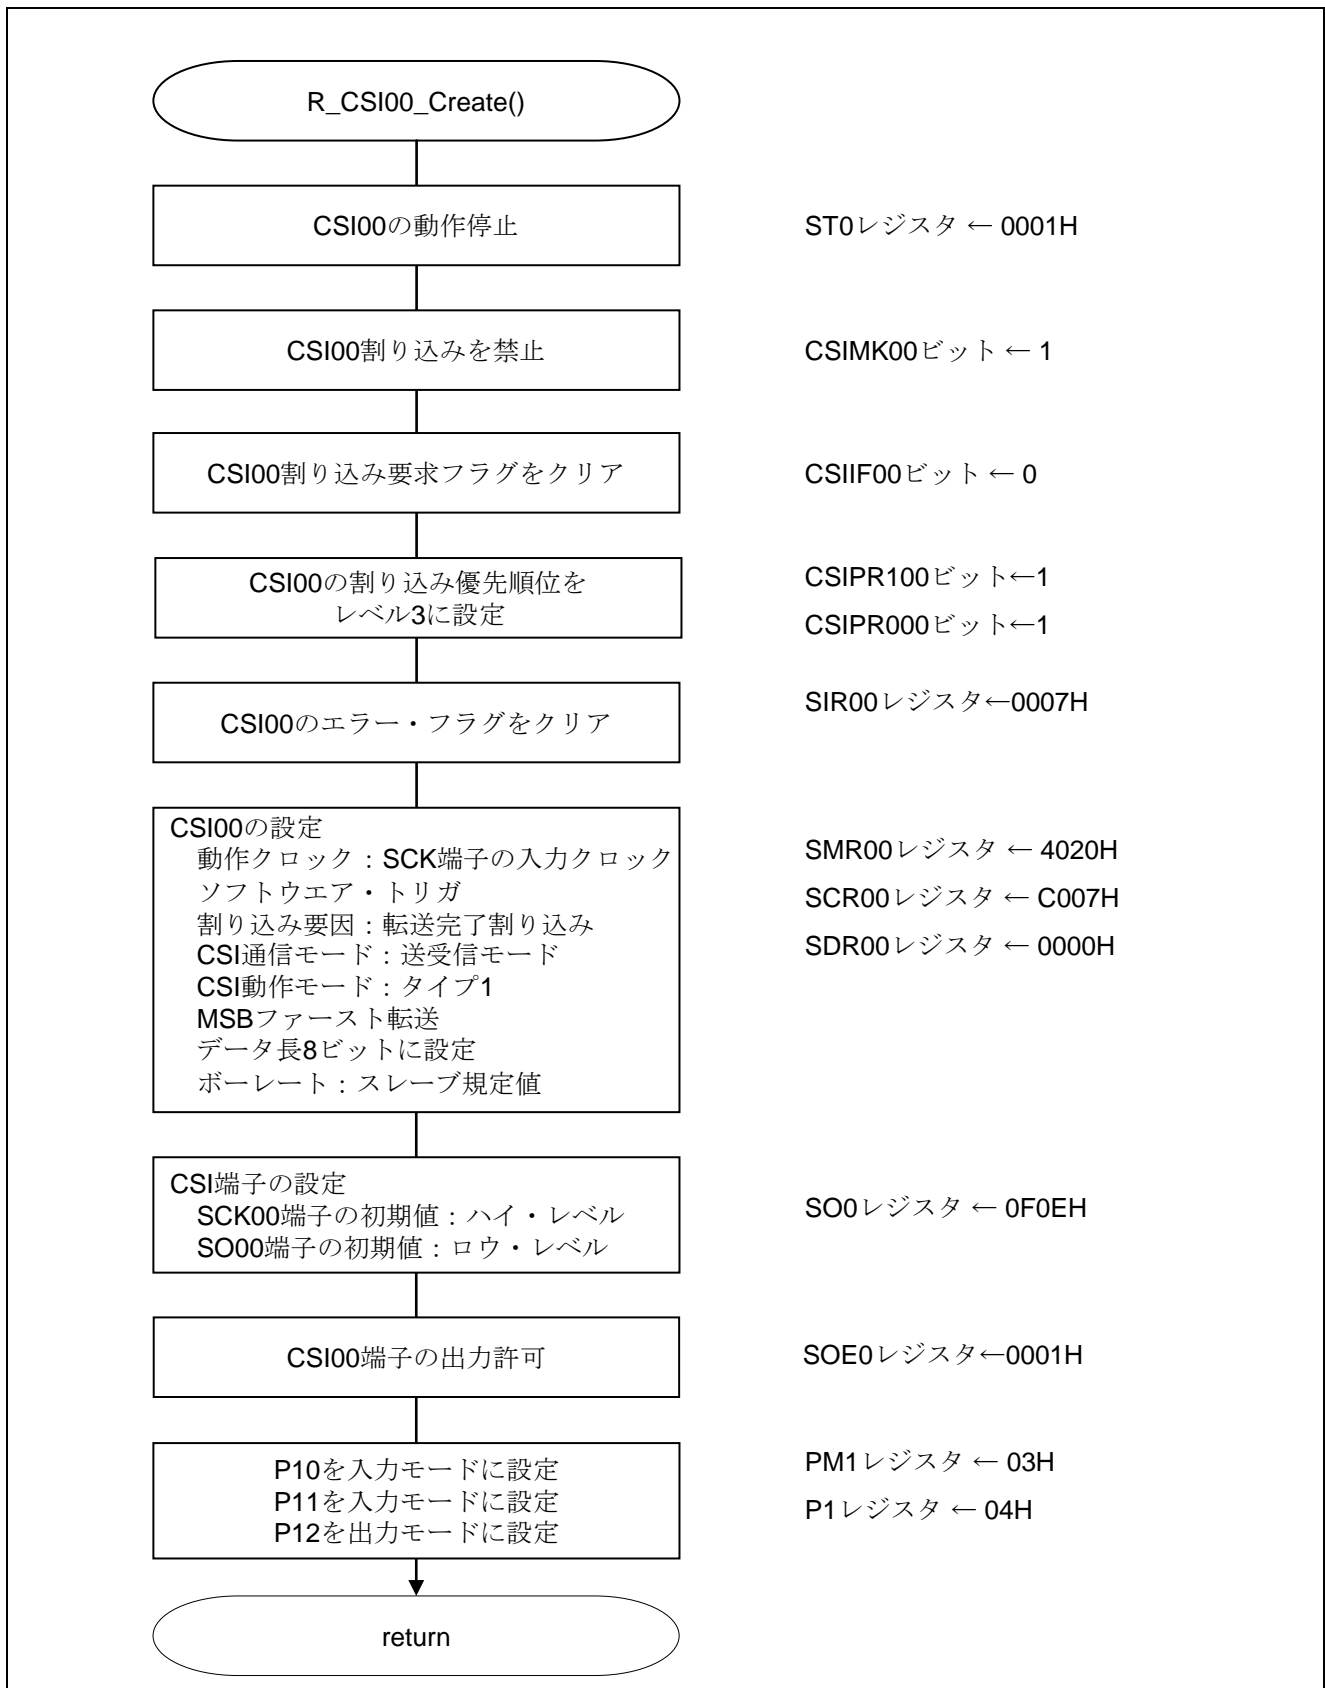 R_CSI00_Create()
CSI00の動作停止
ST0レジスタ ← 0001H
CSI00割り込みを禁止
CSIMK00ビット ← 1
CSI00割り込み要求フラグをクリア
CSIIF00ビット ← 0
CSI00の割り込み優先順位を
レベル3に設定
CSIPR100ビット←1
CSIPR000ビット←1
CSI00のエラー・フラグをクリア
SIR00レジスタ←0007H
CSI00の設定
動作クロック：SCK端子の入力クロック
ソフトウエア・トリガ
割り込み要因：転送完了割り込み
CSI通信モード：送受信モード
CSI動作モード：タイプ1
MSBファースト転送
データ長8ビットに設定
ボーレート：スレーブ規定値
SMR00レジスタ ← 4020H
SCR00レジスタ ← C007H
SDR00レジスタ ← 0000H
CSI端子の設定
SCK00端子の初期値：ハイ・レベル
SO00端子の初期値：ロウ・レベル
SO0レジスタ ← 0F0EH
CSI00端子の出力許可
SOE0レジスタ←0001H
P10を入力モードに設定
P11を入力モードに設定
P12を出力モードに設定
PM1レジスタ ← 03H
P1レジスタ ← 04H
return